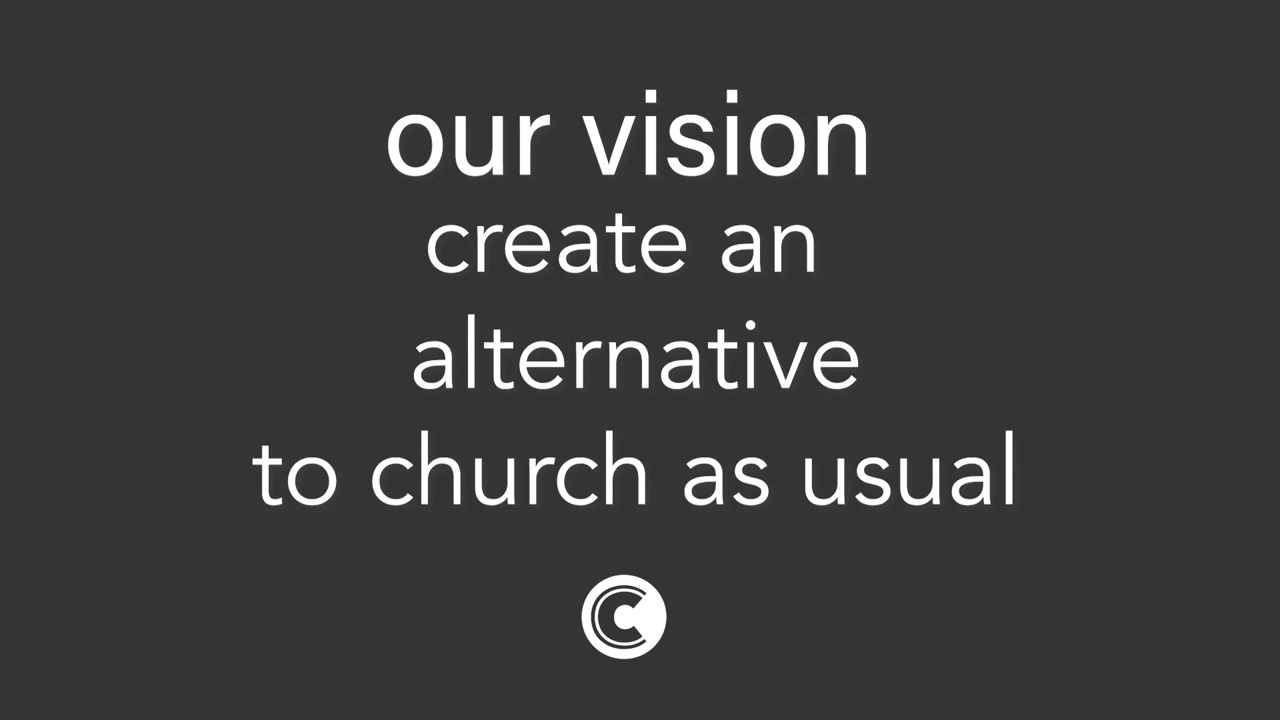 our vision
create an
alternative
to church as usual
C